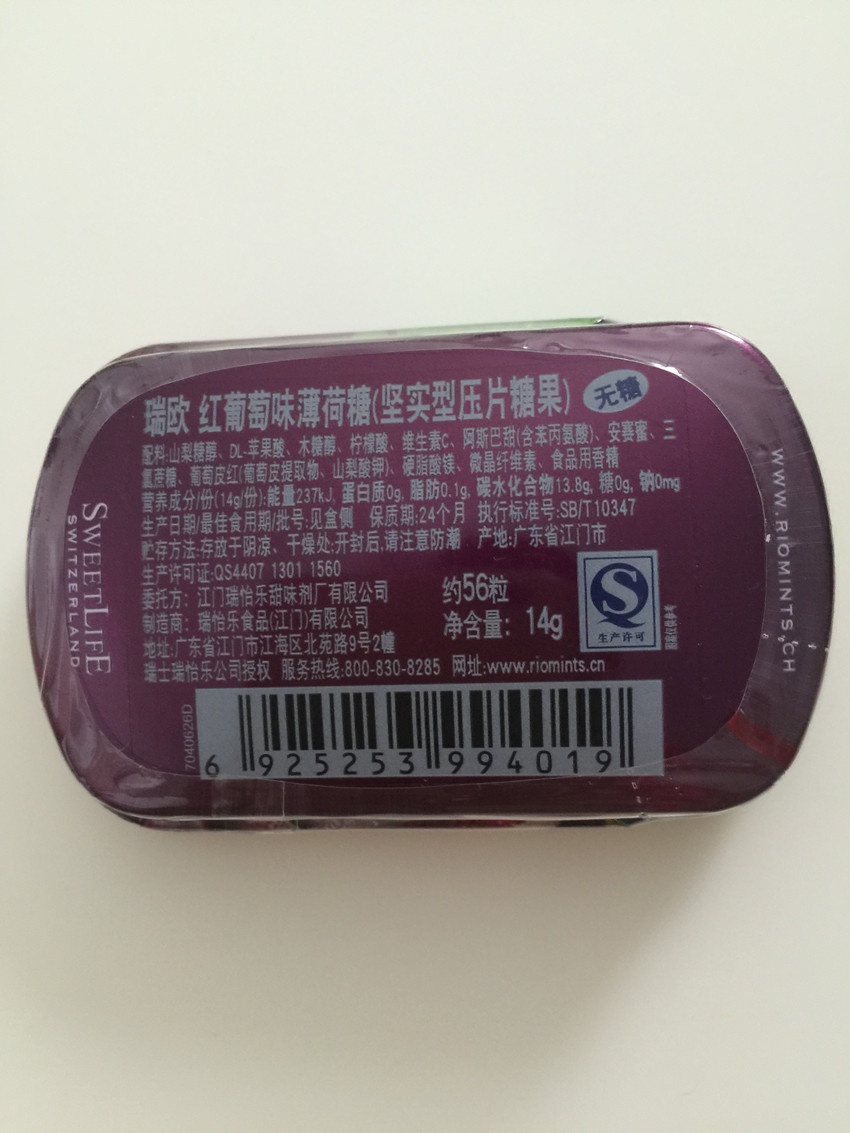 瑞欧 红葡萄味薄荷糖(坚实型压片糖果) 无糖
配料:山梨糖醇、DL-苹果酸、木糖醇、柠檬酸、维生素C、阿斯巴甜(含苯丙氨酸)、安赛蜜、三
氯蔗糖、葡萄皮红(葡萄皮提取物、山梨酸钾)、硬脂酸镁、微晶纤维素、食品用香精
营养成分/份(14g/份):能量237kJ, 蛋白质0g, 脂肪0.1g, 碳水化合物13.8g, 糖0g, 钠0mg
生产日期/最佳食用期/批号:见盒侧 保质期:24个月 执行标准号:SB/T10347
贮存方法:存放于阴凉、干燥处;开封后,请注意防潮 产地:广东省江门市
生产许可证:QS4407 1301 1560
委托方: 江门瑞怡乐甜味剂厂有限公司
制造商: 瑞怡乐食品(江门)有限公司
地址:广东省江门市江海区北苑路9号2幢
瑞士瑞怡乐公司授权 服务热线:800-830-8285 网址:www.riomints.cn
约56粒
净含量: 14g
生产许可
7040626D
6 925253 994019
SWEETLIFE
SWITZERLAND
WWW.RIOMINTS.CH